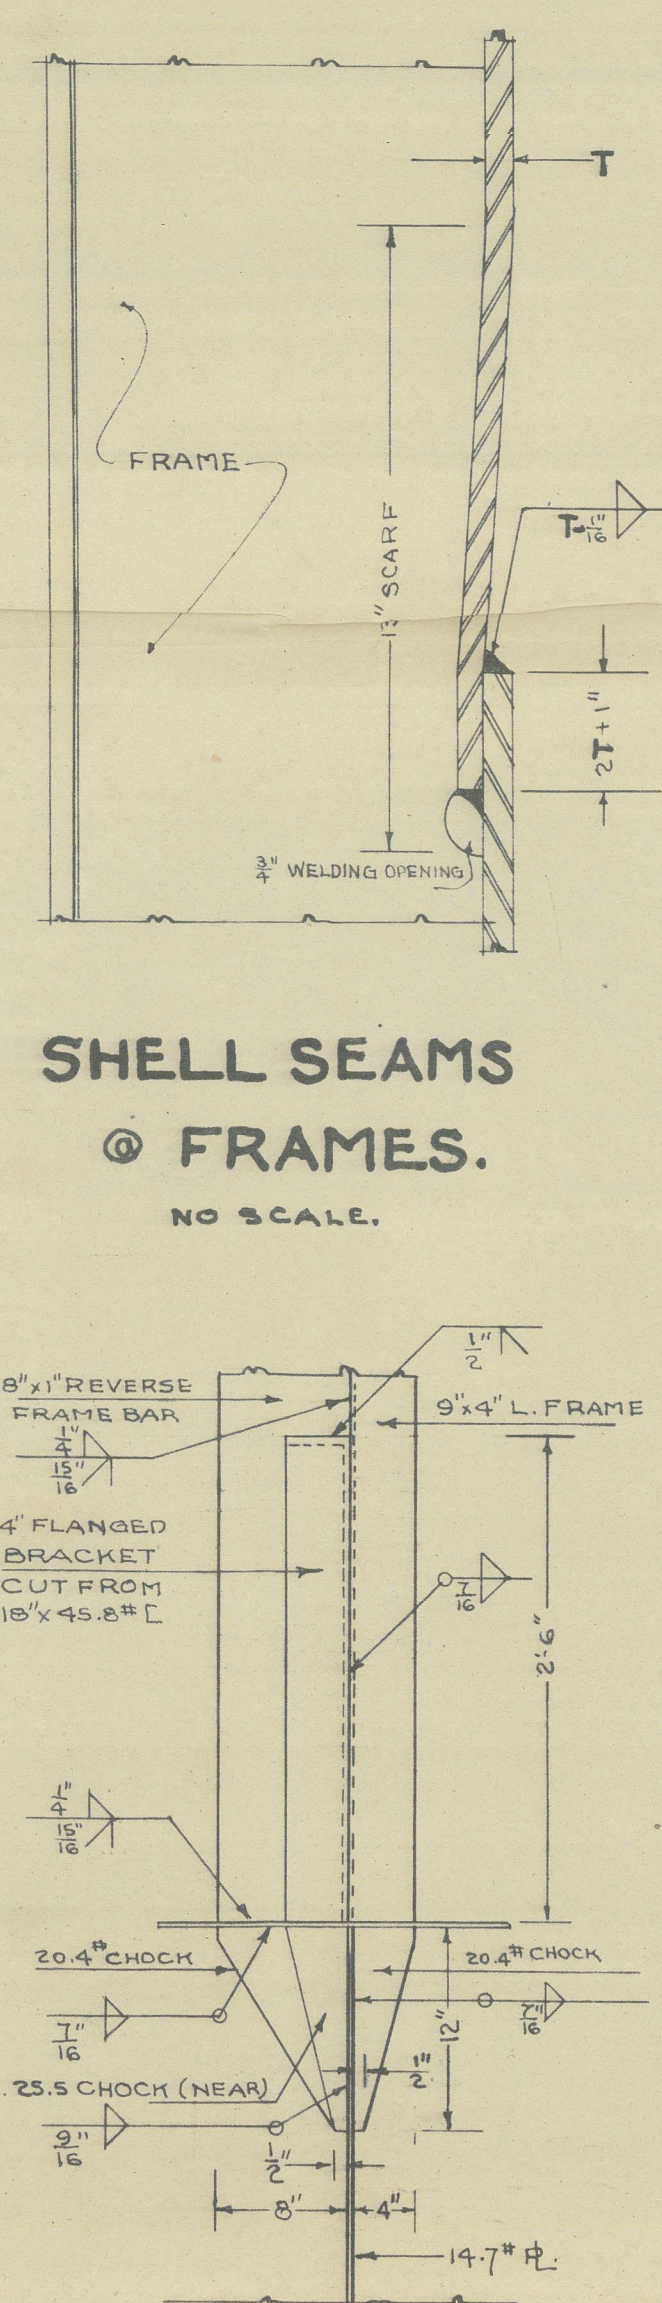 T
FRAME
13" SCARF
T-1/16"
2T+1"
3/4" WELDING OPENING
SHELL SEAMS
@ FRAMES.
NO SCALE.
1/2"
8"x1" REVERSE
FRAME BAR
9"x4" L. FRAME
1/4"
15/16"
4" FLANGED
BRACKET
CUT FROM
18"x45.8# [
7/16
2'-6"
1/4"
15/16"
20.4# CHOCK
20.4# CHOCK
7/16"
7/16"
12"
25.5 CHOCK (NEAR)
1/2"
9/16"
1/2"
8"
4"
14.7# PL.